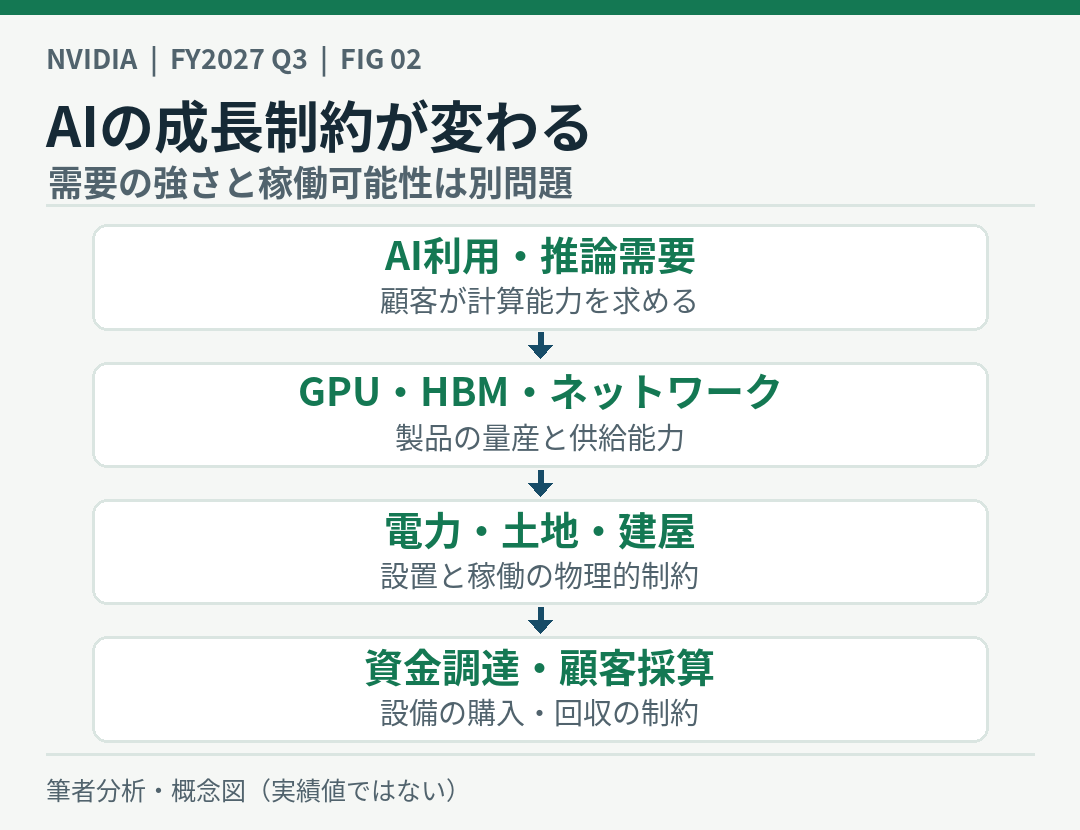 NVIDIA | FY2027 Q3 | FIG 02
AIの成長制約が変わる
需要の強さと稼働可能性は別問題
AI利用・推論需要
顧客が計算能力を求める
GPU・HBM・ネットワーク
製品の量産と供給能力
電力・土地・建屋
設置と稼働の物理的制約
資金調達・顧客採算
設備の購入・回収の制約
筆者分析・概念図（実績値ではない）